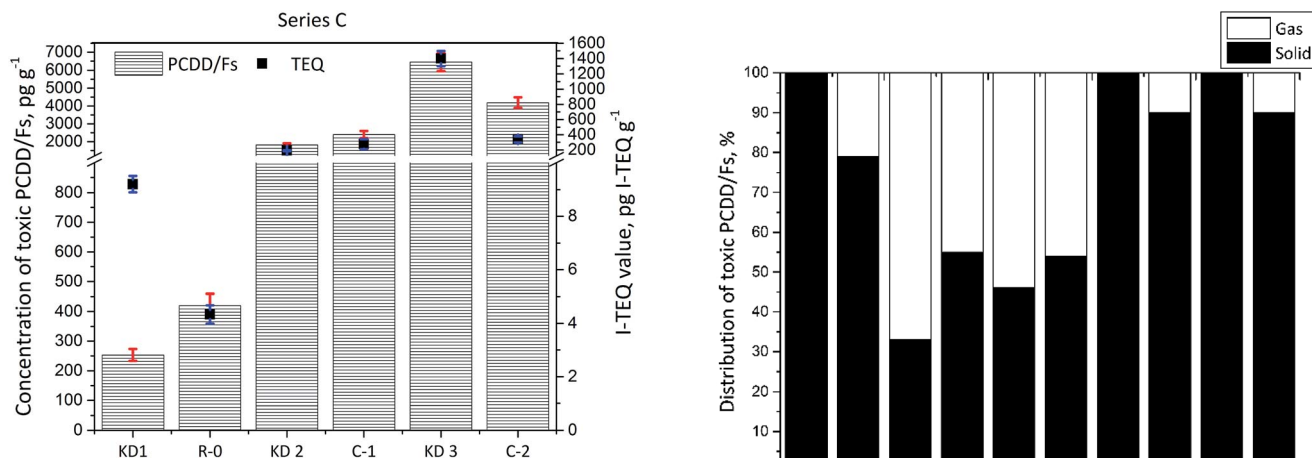 Series C
Concentration of toxic PCDD/Fs, pg g⁻¹
7000
6000
5000
4000
3000
2000
800
700
600
500
400
300
200
100
0
PCDD/Fs
TEQ
1600
1400
1200
1000
800
600
400
200
8
6
4
2
0
I-TEQ value, pg I-TEQ g⁻¹
KD1
R-0
KD 2
C-1
KD 3
C-2
Gas
Solid
Distribution of toxic PCDD/Fs, %
100
90
80
70
60
50
40
30
20
10